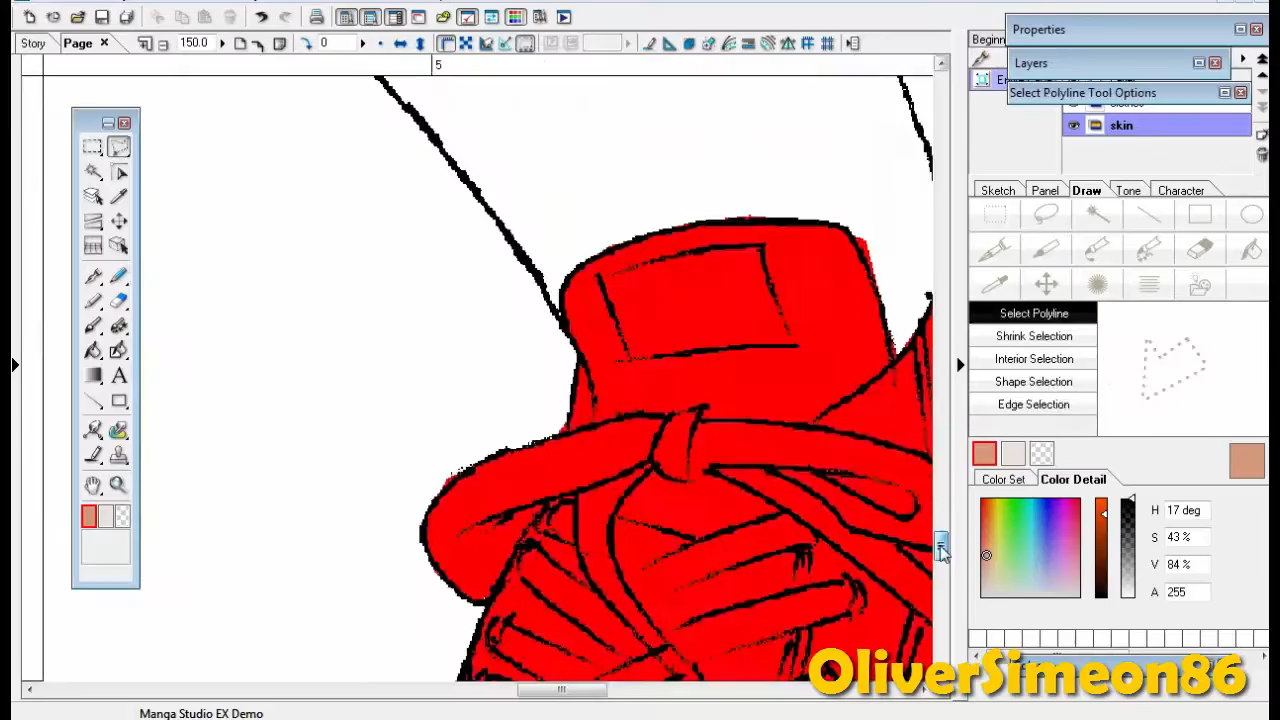 Story
Page
150.0
0
5
Beginn
Properties
Layers
Select Polyline Tool Options
skin
Sketch
Panel
Draw
Tone
Character
Select Polyline
Shrink Selection
Interior Selection
Shape Selection
Edge Selection
Color Set
Color Detail
H
17 deg
S
43 %
V
84 %
A
255
A
OliverSimeon86
Manga Studio EX Demo